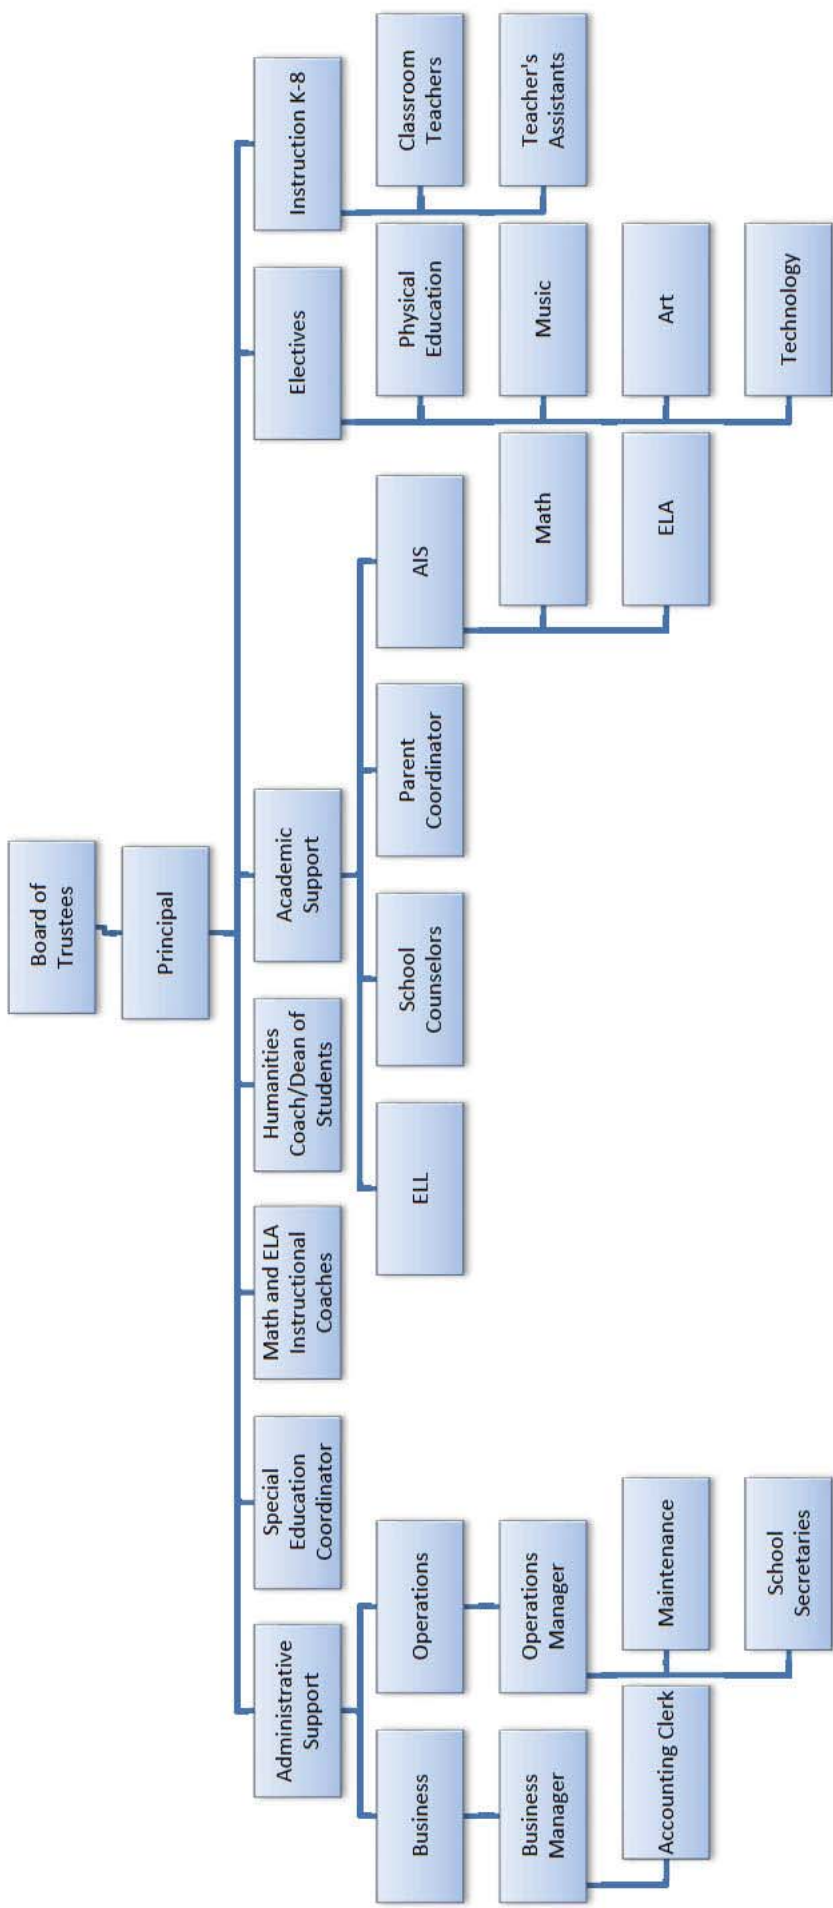 Board of
Trustees
Principal
Administrative
Support
Special
Education
Coordinator
Math and ELA
Instructional
Coaches
Humanities
Coach/Dean of
Students
Academic
Support
Electives
Instruction K-8
Business
Operations
ELL
School
Counselors
Parent
Coordinator
AIS
Physical
Education
Classroom
Teachers
Business
Manager
Operations
Manager
Math
Music
Teacher's
Assistants
Accounting Clerk
Maintenance
ELA
Art
School
Secretaries
Technology